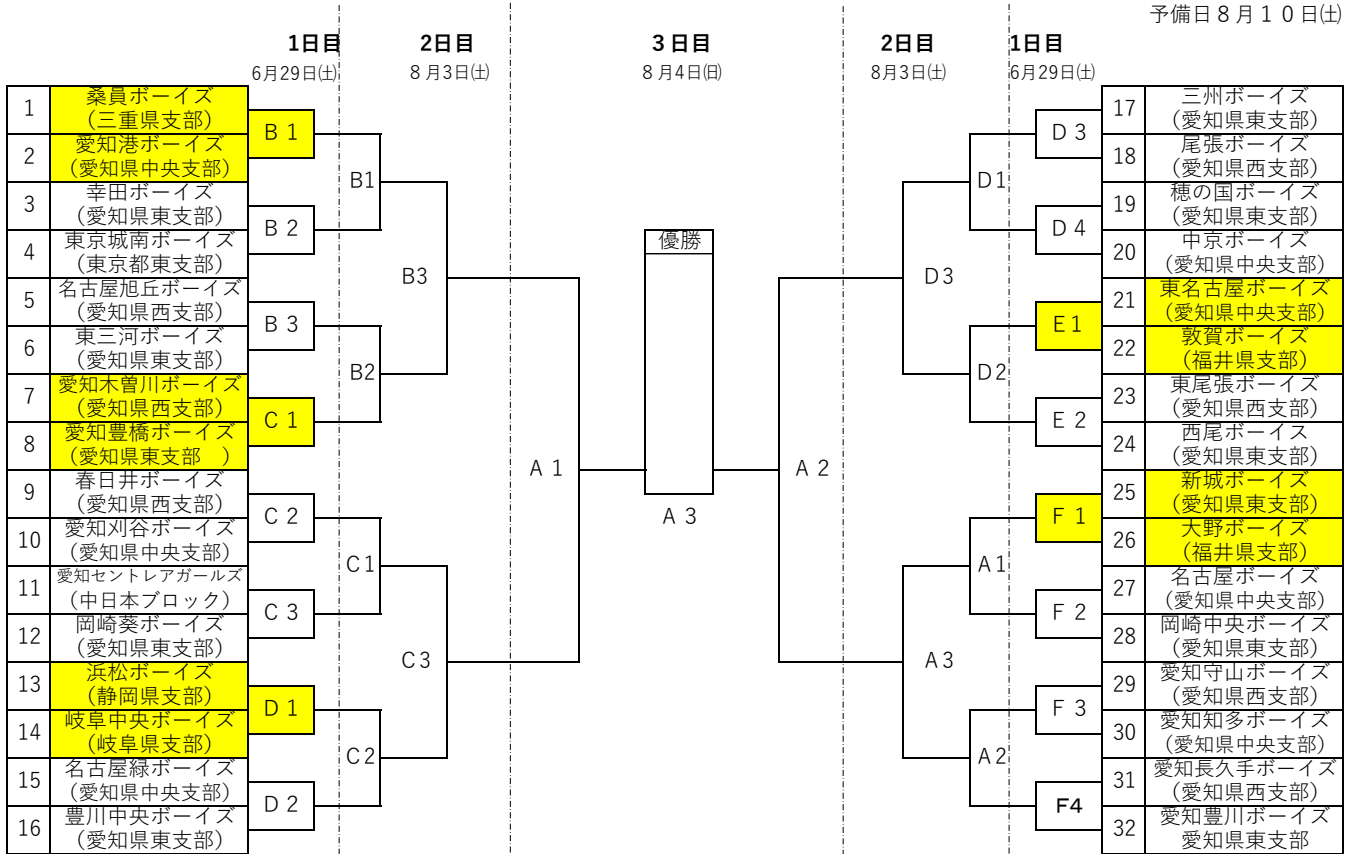 予備日8月10日㈯
1日目
2日目
3日目
2日目
1日目
6月29日㈯
8月3日㈯
8月4日㈰
8月3日㈯
6月29日㈯
1
桑員ボーイズ
(三重県支部)
2
愛知港ボーイズ
(愛知県中央支部)
3
幸田ボーイズ
(愛知県東支部)
4
東京城南ボーイズ
(東京都東支部)
5
名古屋旭丘ボーイズ
(愛知県西支部)
6
東三河ボーイズ
(愛知県東支部)
7
愛知木曽川ボーイズ
(愛知県西支部)
8
愛知豊橋ボーイズ
(愛知県東支部 )
9
春日井ボーイズ
(愛知県西支部)
10
愛知刈谷ボーイズ
(愛知県中央支部)
11
愛知セントレアガールズ
(中日本ブロック)
12
岡崎葵ボーイズ
(愛知県東支部)
13
浜松ボーイズ
(静岡県支部)
14
岐阜中央ボーイズ
(岐阜県支部)
15
名古屋緑ボーイズ
(愛知県中央支部)
16
豊川中央ボーイズ
(愛知県東支部)
B1
B2
B3
C1
C2
C3
D1
D2
B1
B2
C1
C2
B3
C3
A1
優勝
A3
A2
D3
A3
D1
D2
A1
A2
D3
D4
E1
E2
F1
F2
F3
F4
17
三州ボーイズ
(愛知県東支部)
18
尾張ボーイズ
(愛知県西支部)
19
穂の国ボーイズ
(愛知県東支部)
20
中京ボーイズ
(愛知県中央支部)
21
東名古屋ボーイズ
(愛知県中央支部)
22
敦賀ボーイズ
(福井県支部)
23
東尾張ボーイズ
(愛知県西支部)
24
西尾ボーイス
(愛知県東支部)
25
新城ボーイズ
(愛知県東支部)
26
大野ボーイズ
(福井県支部)
27
名古屋ボーイズ
(愛知県中央支部)
28
岡崎中央ボーイズ
(愛知県東支部)
29
愛知守山ボーイズ
(愛知県西支部)
30
愛知知多ボーイズ
(愛知県中央支部)
31
愛知長久手ボーイズ
(愛知県西支部)
32
愛知豊川ボーイズ
愛知県東支部